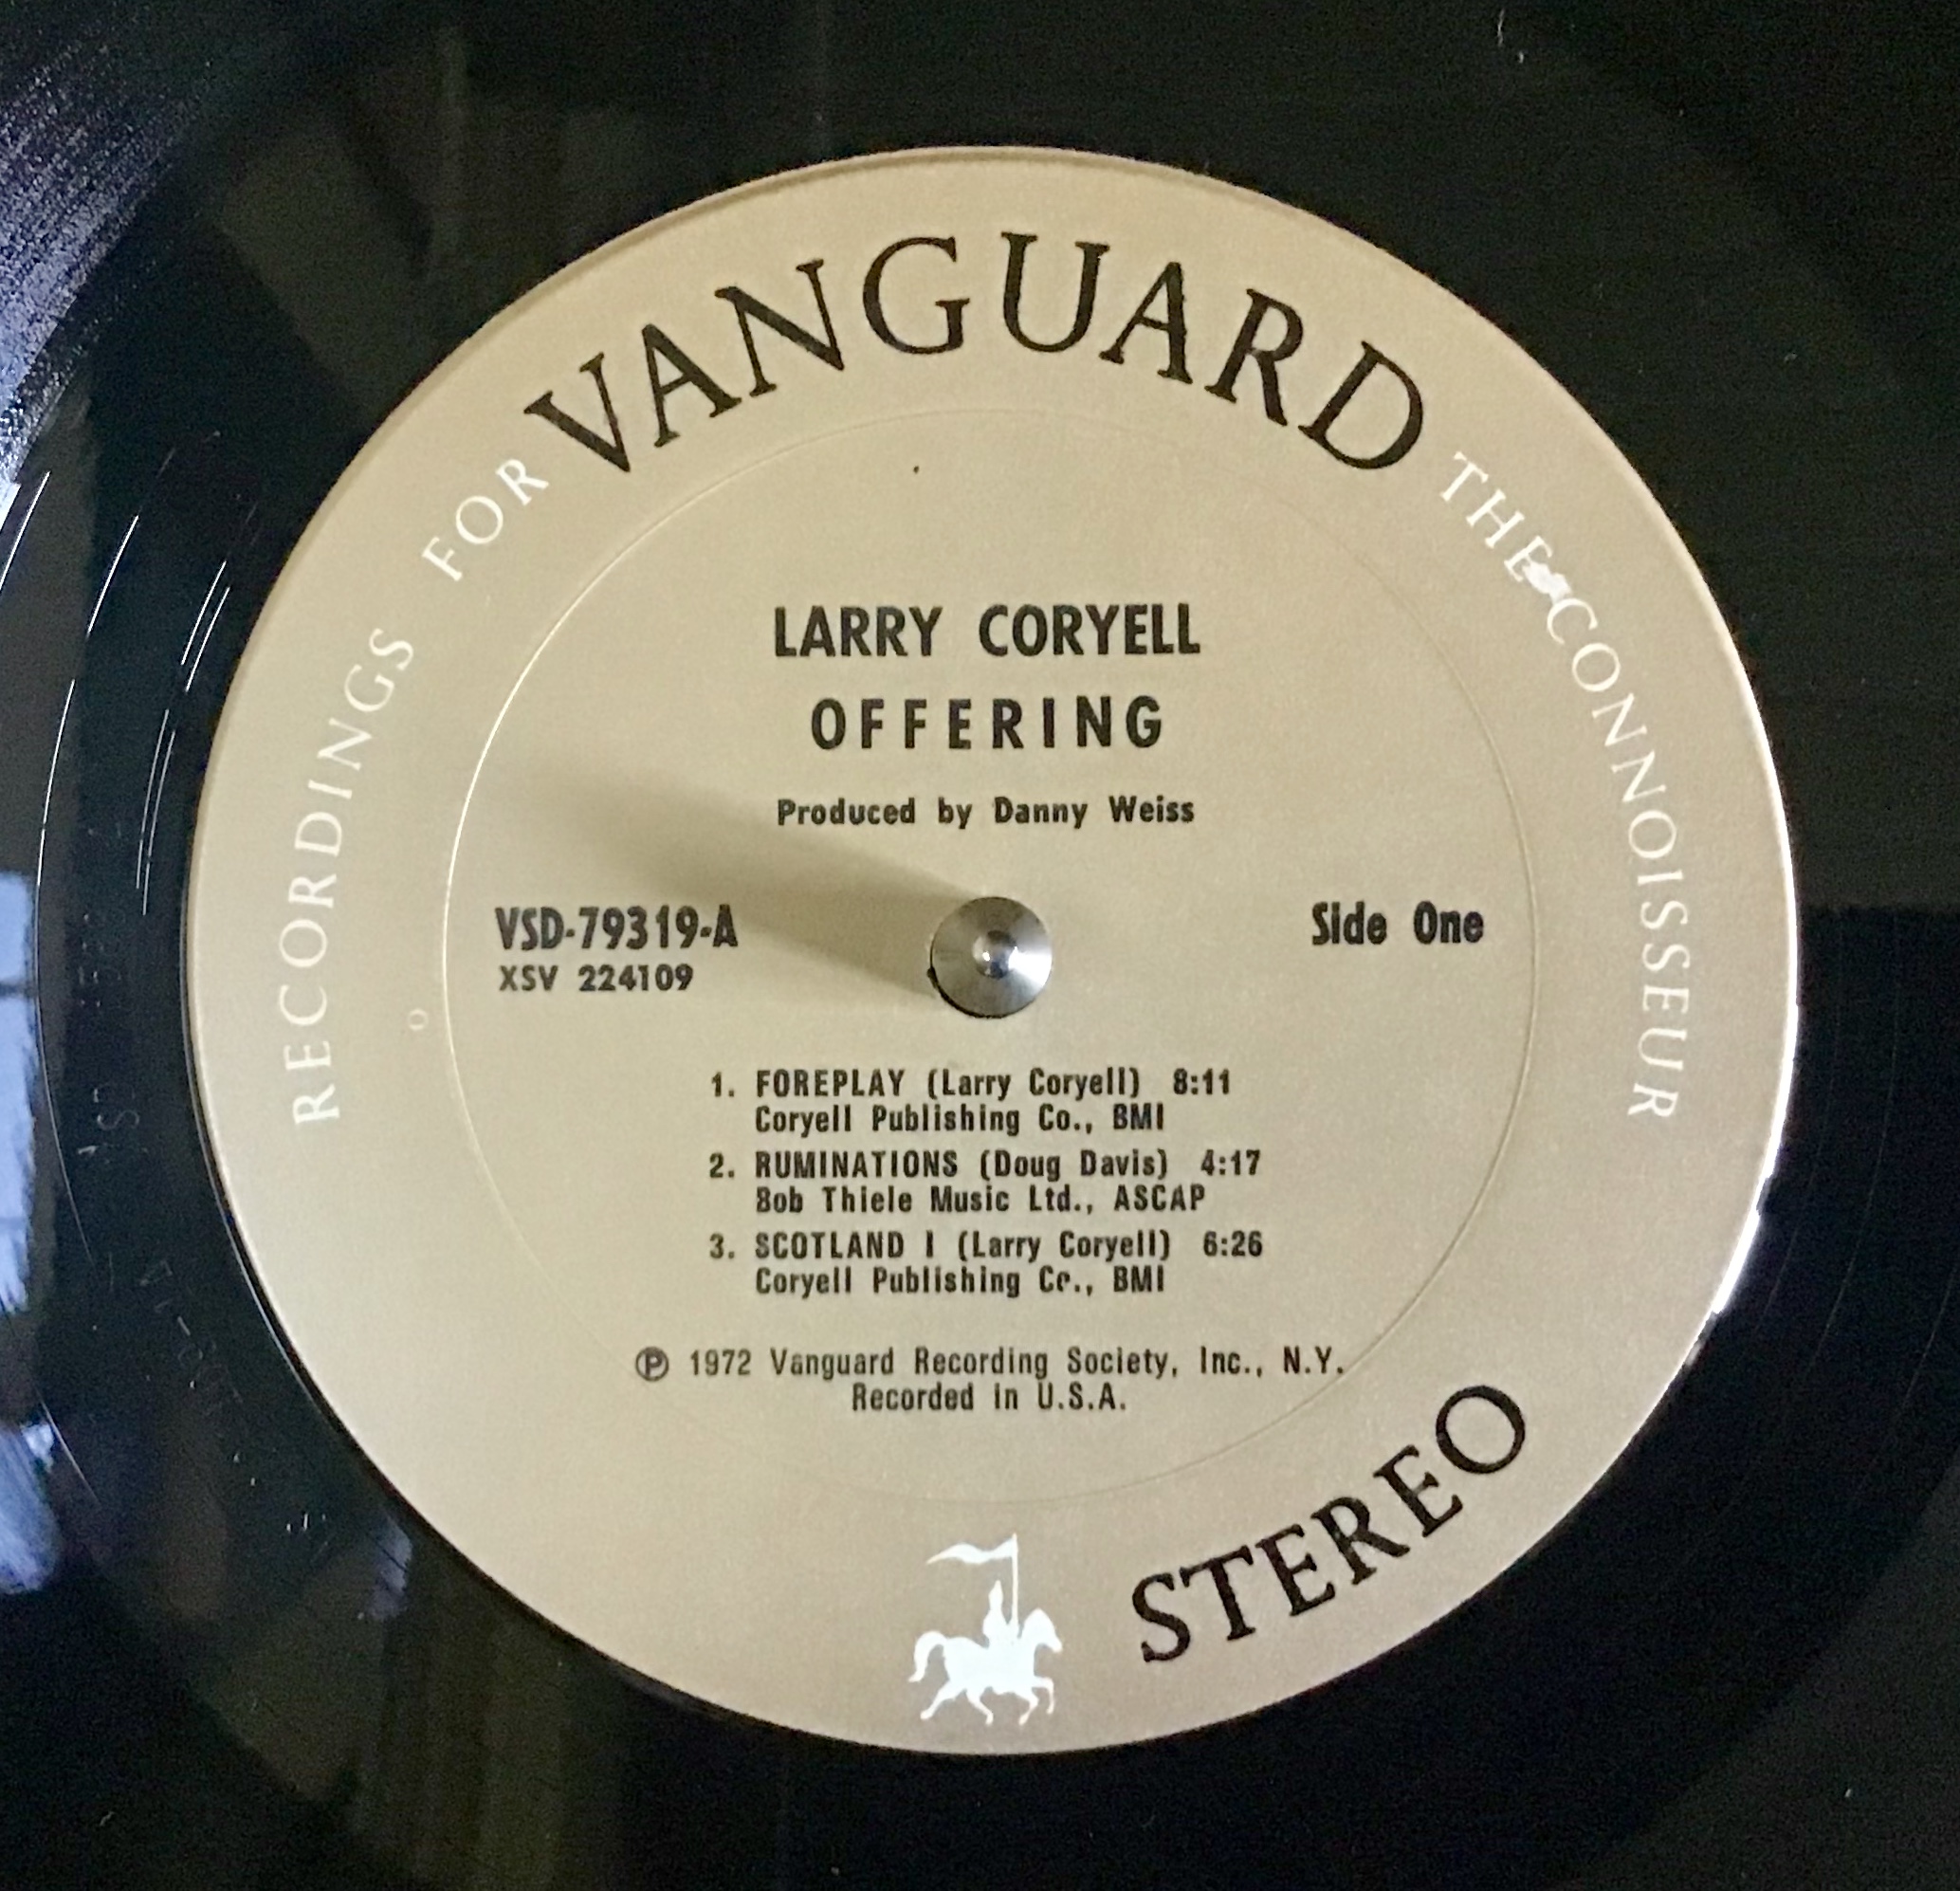 RECORDINGS FOR VANGUARD THE CONNOISSEUR
LARRY CORYELL
OFFERING
Produced by Danny Weiss
VSD-79319-A
XSV 224109
Side One
1. FOREPLAY (Larry Coryell) 8:11
Coryell Publishing Co., BMI
2. RUMINATIONS (Doug Davis) 4:17
Bob Thiele Music Ltd., ASCAP
3. SCOTLAND I (Larry Coryell) 6:26
Coryell Publishing Co., BMI
Ⓟ 1972 Vanguard Recording Society, Inc., N.Y.
Recorded in U.S.A.
STEREO